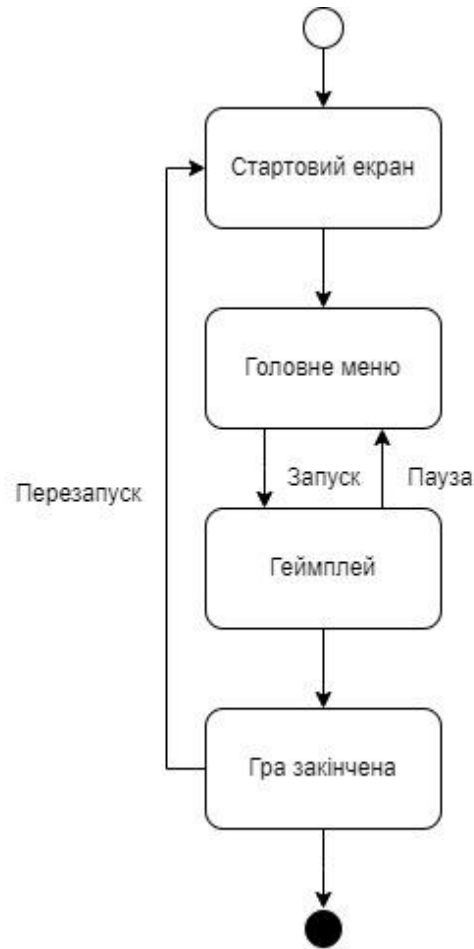 Стартовий екран
Головне меню
Запуск
Пауза
Перезапуск
Геймплей
Гра закінчена